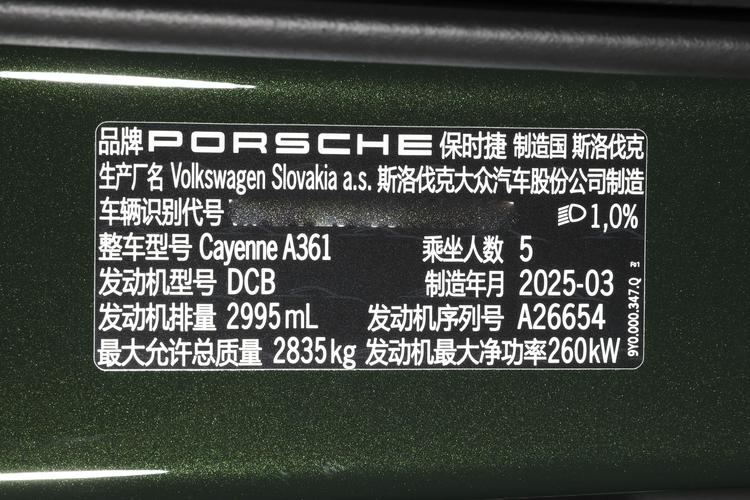 品牌 PORSCHE 保时捷 制造国 斯洛伐克
生产厂名 Volkswagen Slovakia a.s. 斯洛伐克大众汽车股份公司制造
车辆识别代号 1,0%
整车型号 Cayenne A361 乘坐人数 5
发动机型号 DCB 制造年月 2025-03
发动机排量 2995mL 发动机序列号 A26654
最大允许总质量 2835kg 发动机最大净功率260kW
9Y0.000.347.Q